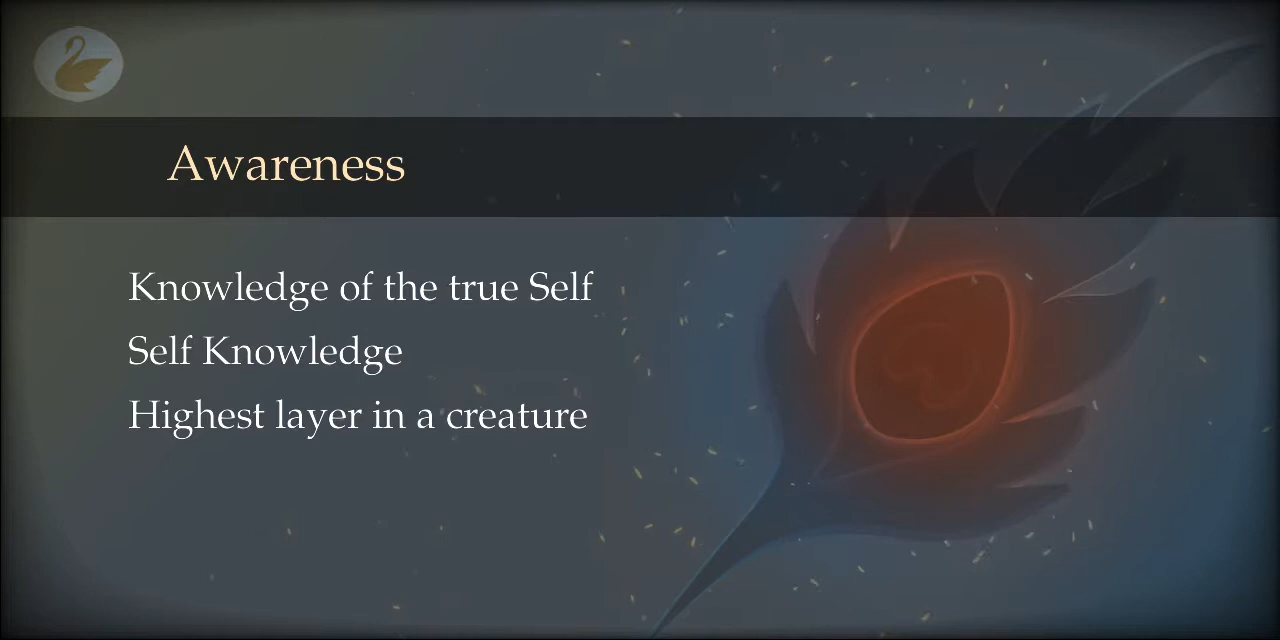 Awareness
Knowledge of the true Self
Self Knowledge
Highest layer in a creature